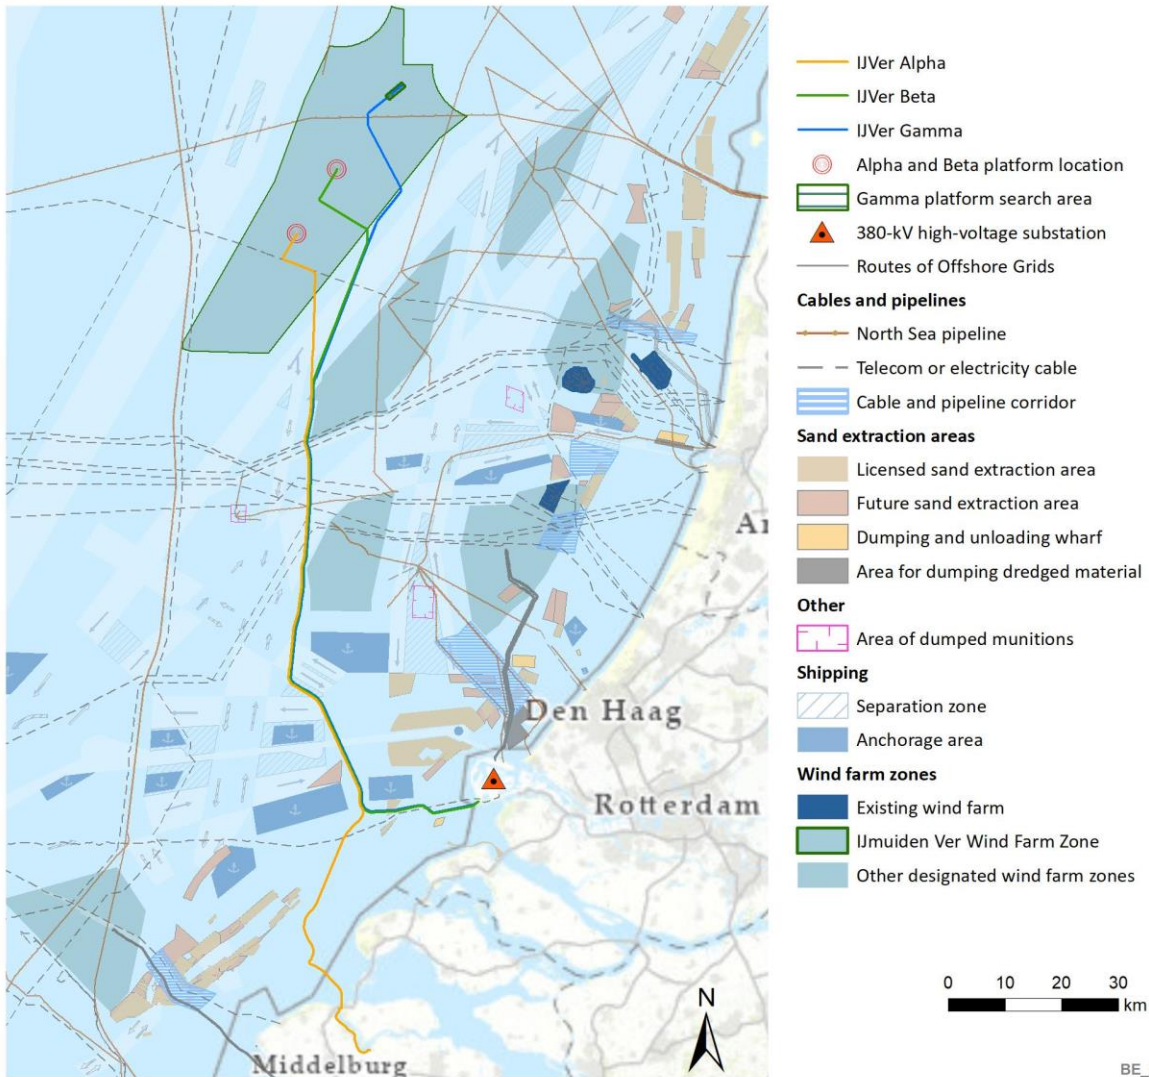 IJVer Alpha
IJVer Beta
IJVer Gamma
Alpha and Beta platform location
Gamma platform search area
380-kV high-voltage substation
Routes of Offshore Grids
Cables and pipelines
North Sea pipeline
Telecom or electricity cable
Cable and pipeline corridor
Sand extraction areas
Licensed sand extraction area
Future sand extraction area
Dumping and unloading wharf
Area for dumping dredged material
Other
Area of dumped munitions
Shipping
Separation zone
Anchorage area
Wind farm zones
Existing wind farm
IJmuiden Ver Wind Farm Zone
Other designated wind farm zones
Den Haag
Rotterdam
Middelburg
N
0 10 20 30
km
BE_